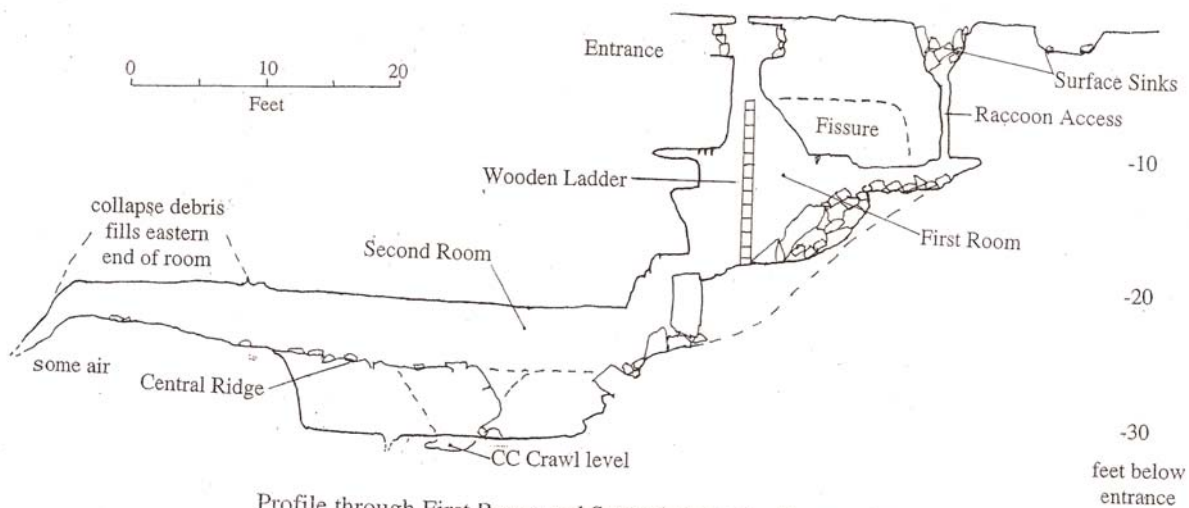 0 10 20
Feet
Entrance
Surface Sinks
Fissure
Raccoon Access
Wooden Ladder
-10
collapse debris
fills eastern
end of room
Second Room
First Room
-20
some air
Central Ridge
CC Crawl level
-30
feet below
entrance
Profile through First Room and